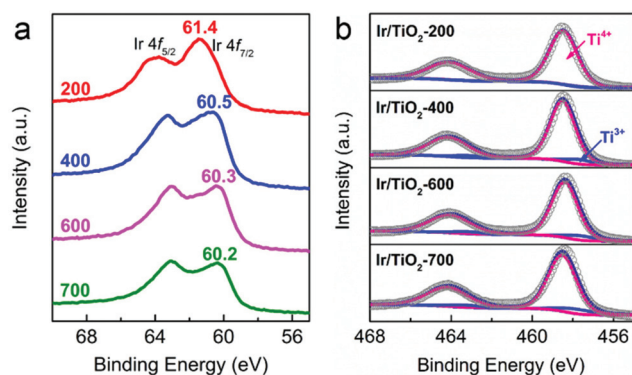 a
Intensity (a.u.)
Ir 4f5/2
61.4
Ir 4f7/2
200
60.5
400
60.3
600
60.2
700
68 64 60 56
Binding Energy (eV)
b
Intensity (a.u.)
Ir/TiO2-200
Ti4+
Ir/TiO2-400
Ti3+
Ir/TiO2-600
Ir/TiO2-700
468 464 460 456
Binding Energy (eV)